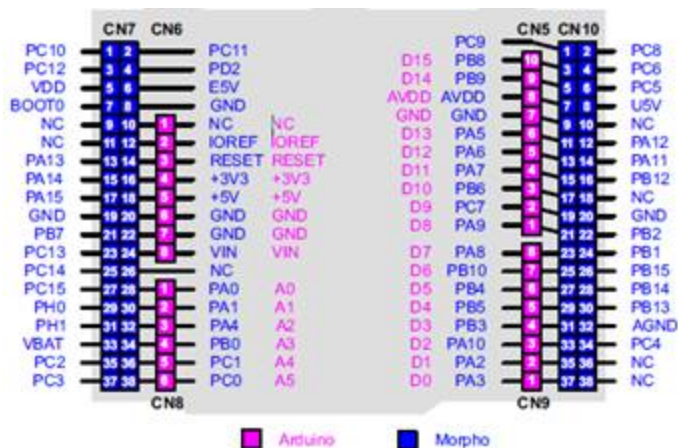 CN7 CN6 CN5 CN10
PC10 1 2 PC11 PC9 1 2 PC8
PC12 3 4 PD2 D15 PB8 10 3 4 PC6
VDD 5 6 E5V D14 PB9 9 5 6 PC5
BOOT0 7 8 GND AVDD AVDD 8 7 8 U5V
NC 9 10 1 NC NC GND GND 7 9 10 NC
NC 11 12 2 IOREF IOREF D13 PA5 6 11 12 PA12
PA13 13 14 3 RESET RESET D12 PA6 5 13 14 PA11
PA14 15 16 4 +3V3 +3V3 D11 PA7 4 15 16 PB12
PA15 17 18 5 +5V +5V D10 PB6 3 17 18 NC
GND 19 20 6 GND GND D9 PC7 2 19 20 GND
PB7 21 22 7 GND GND D8 PA9 1 21 22 PB2
PC13 23 24 8 VIN VIN D7 PA8 8 23 24 PB1
PC14 25 26 NC D6 PB10 7 25 26 PB15
PC15 27 28 1 PA0 A0 D5 PB4 6 27 28 PB14
PH0 29 30 2 PA1 A1 D4 PB5 5 29 30 PB13
PH1 31 32 3 PA4 A2 D3 PB3 4 31 32 AGND
VBAT 33 34 4 PB0 A3 D2 PA10 3 33 34 PC4
PC2 35 36 5 PC1 A4 D1 PA2 2 35 36 NC
PC3 37 38 6 PC0 A5 D0 PA3 1 37 38 NC
CN8 CN9
Arduino Morpho